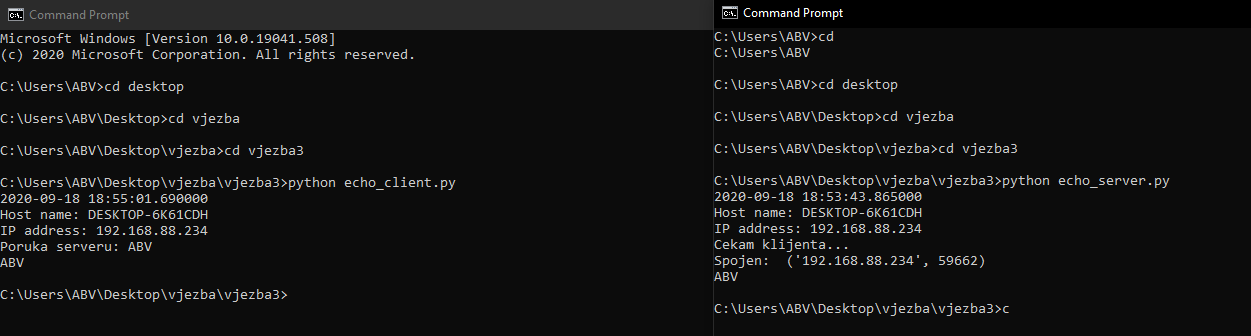 Command Prompt
Microsoft Windows [Version 10.0.19041.508]
(c) 2020 Microsoft Corporation. All rights reserved.
C:\Users\ABV>cd desktop
C:\Users\ABV\Desktop>cd vjezba
C:\Users\ABV\Desktop\vjezba>cd vjezba3
C:\Users\ABV\Desktop\vjezba\vjezba3>python echo_client.py
2020-09-18 18:55:01.690000
Host name: DESKTOP-6K61CDH
IP address: 192.168.88.234
Poruka serveru: ABV
ABV
C:\Users\ABV\Desktop\vjezba\vjezba3>
Command Prompt
C:\Users\ABV>cd
C:\Users\ABV
C:\Users\ABV>cd desktop
C:\Users\ABV\Desktop>cd vjezba
C:\Users\ABV\Desktop\vjezba>cd vjezba3
C:\Users\ABV\Desktop\vjezba\vjezba3>python echo_server.py
2020-09-18 18:53:43.865000
Host name: DESKTOP-6K61CDH
IP address: 192.168.88.234
Cekam klijenta...
Spojen:  ('192.168.88.234', 59662)
ABV
C:\Users\ABV\Desktop\vjezba\vjezba3>c